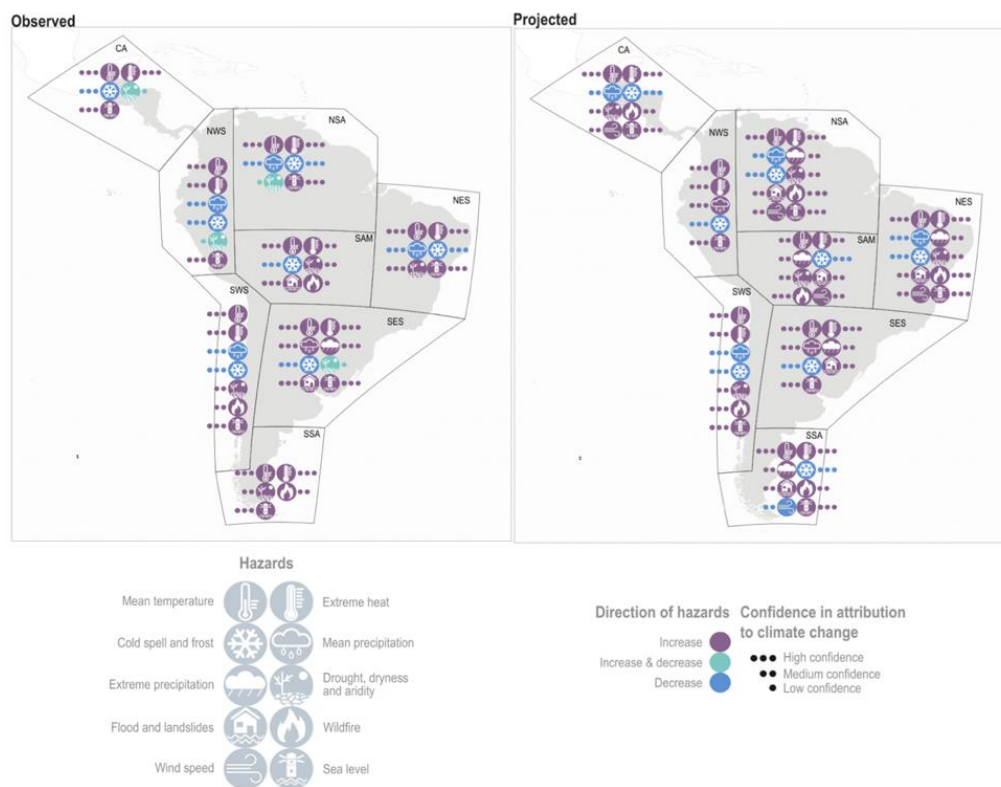 Observed
Projected
CA
NWS
NSA
NES
SAM
SWS
SES
SSA
CA
NWS
NSA
NES
SAM
SWS
SES
SSA
Hazards
Mean temperature
Extreme heat
Cold spell and frost
Mean precipitation
Extreme precipitation
Drought, dryness
and aridity
Flood and landslides
Wildfire
Wind speed
Sea level
Direction of hazards
Increase
Increase & decrease
Decrease
Confidence in attribution
to climate change
High confidence
Medium confidence
Low confidence